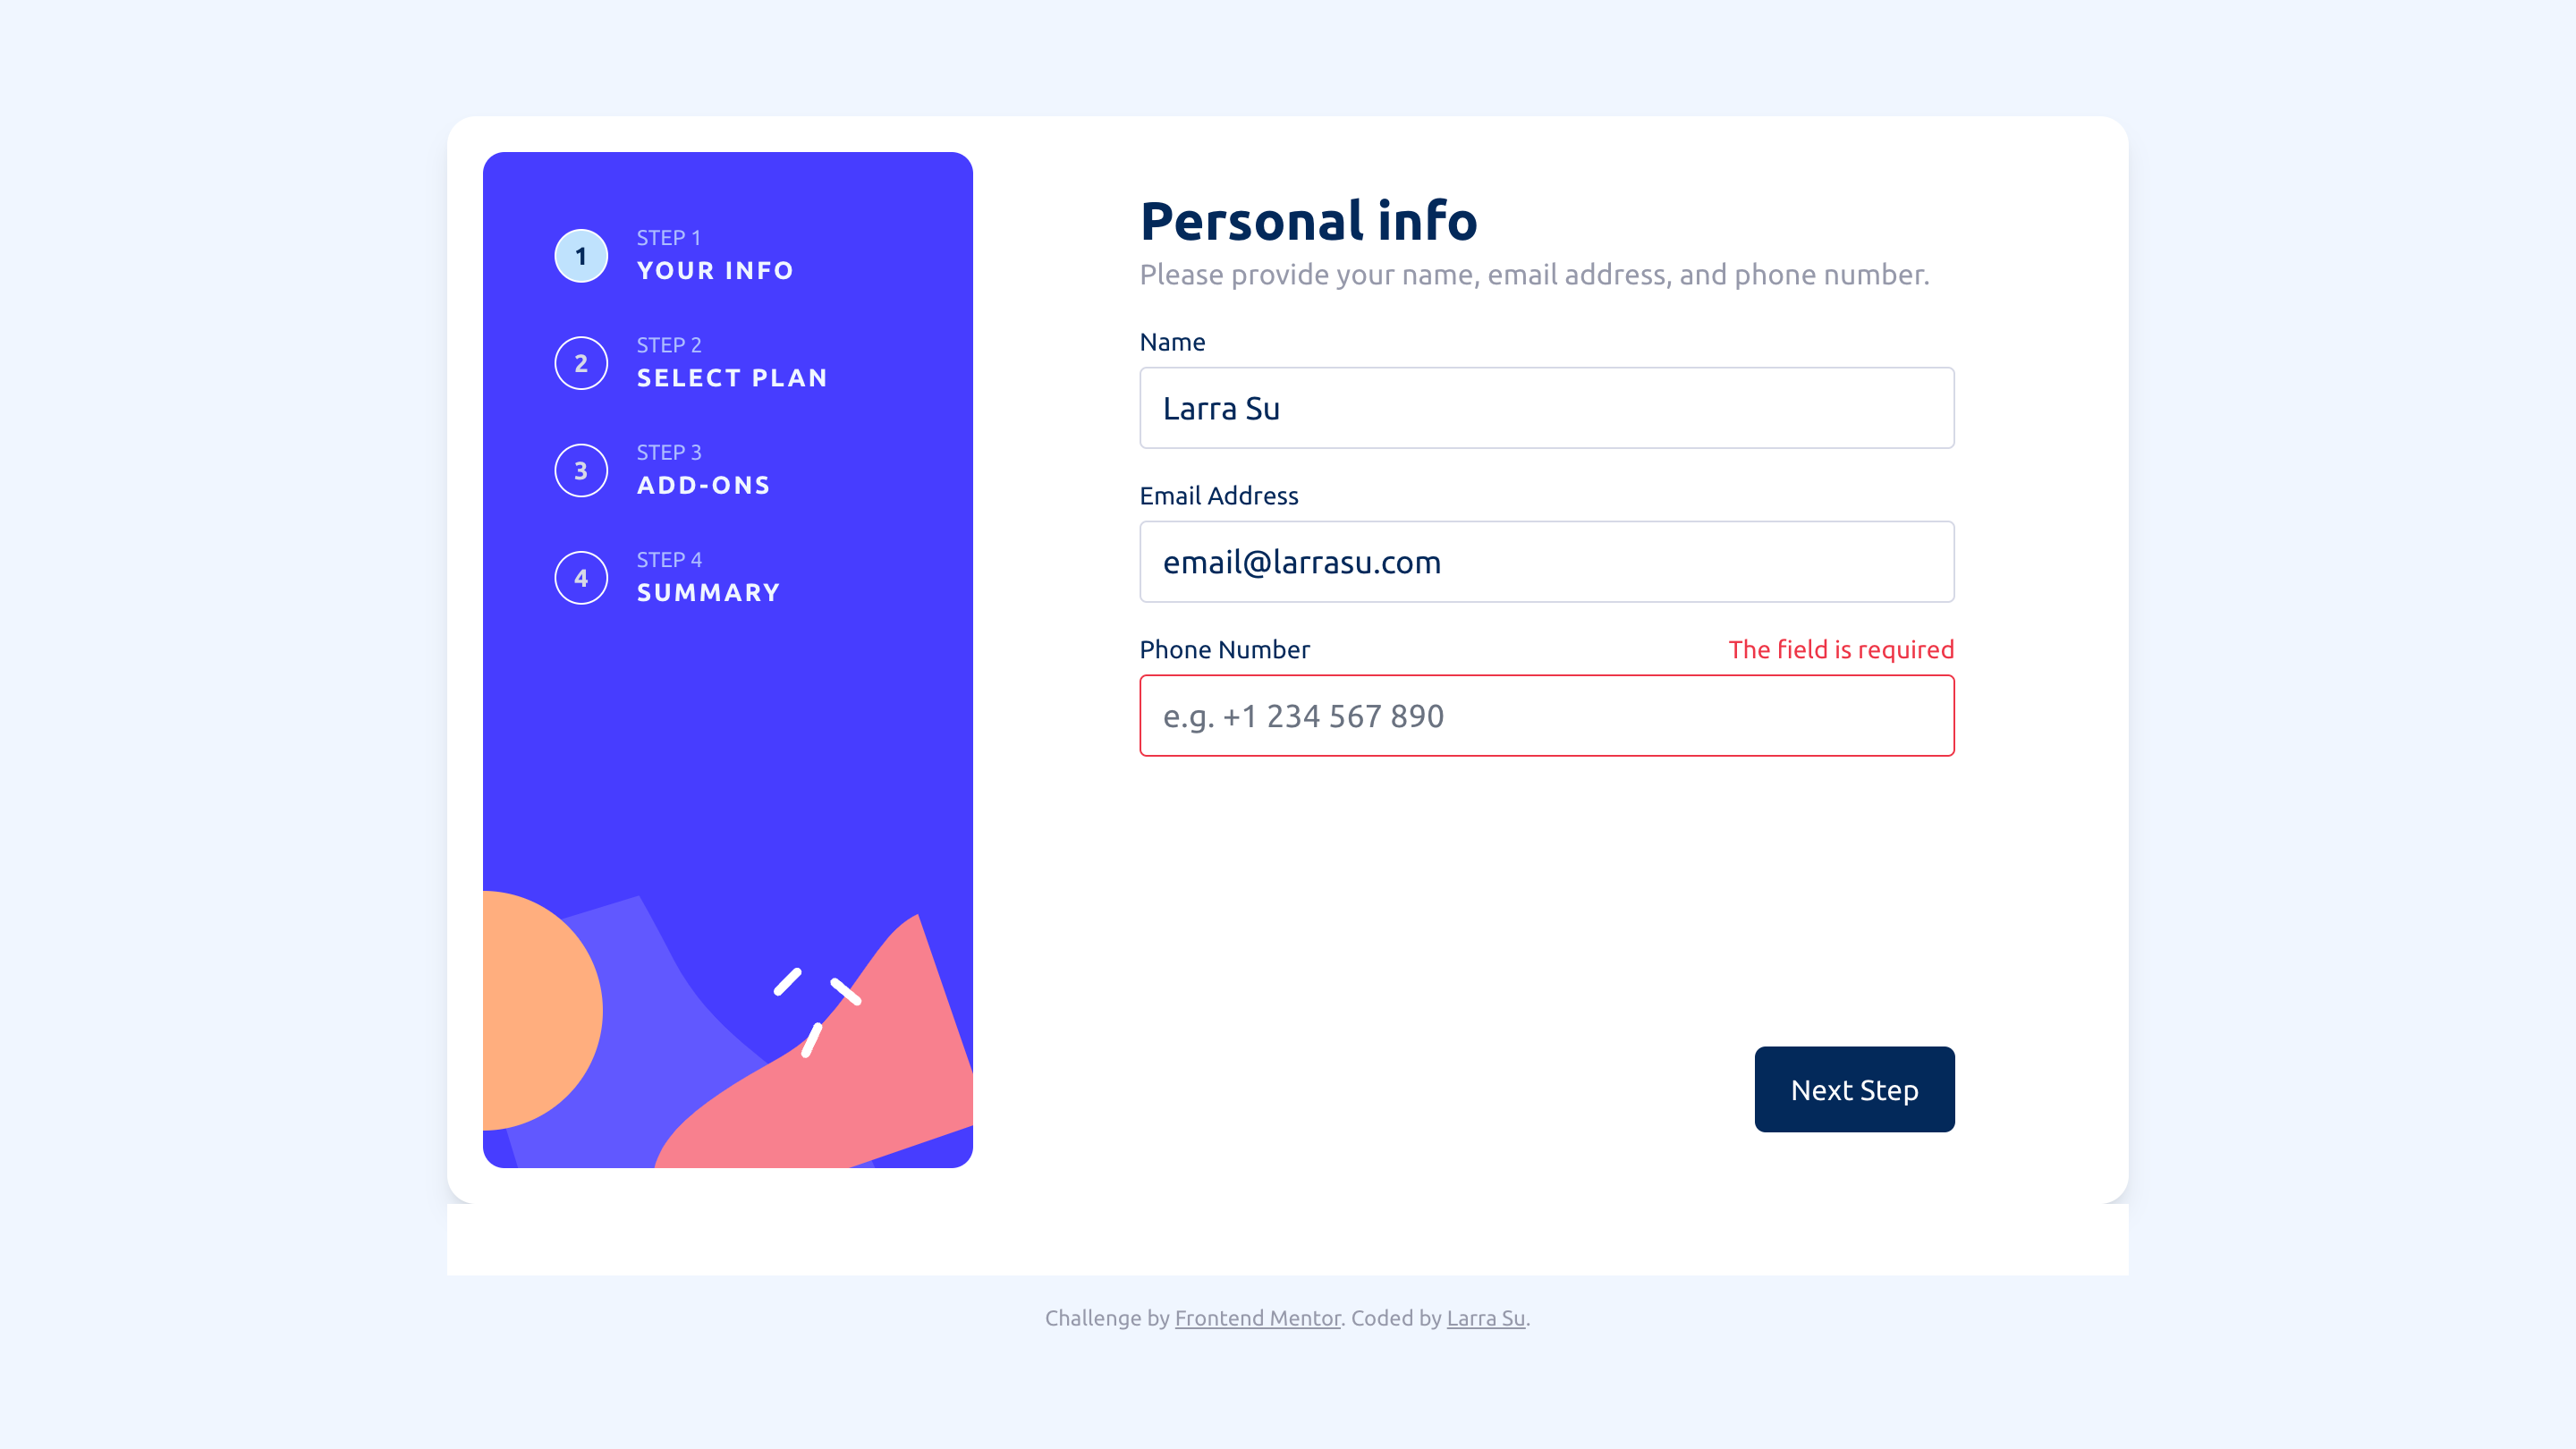 1
STEP 1
YOUR INFO
2
STEP 2
SELECT PLAN
3
STEP 3
ADD-ONS
4
STEP 4
SUMMARY
Personal info
Please provide your name, email address, and phone number.
Name
Larra Su
Email Address
email@larrasu.com
Phone Number
The field is required
e.g. +1 234 567 890
Next Step
Challenge by Frontend Mentor. Coded by Larra Su.